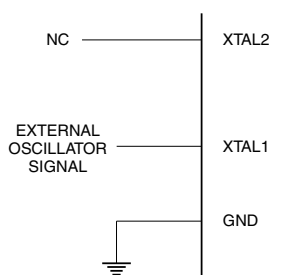 NC
XTAL2
EXTERNAL
OSCILLATOR
SIGNAL
XTAL1
GND